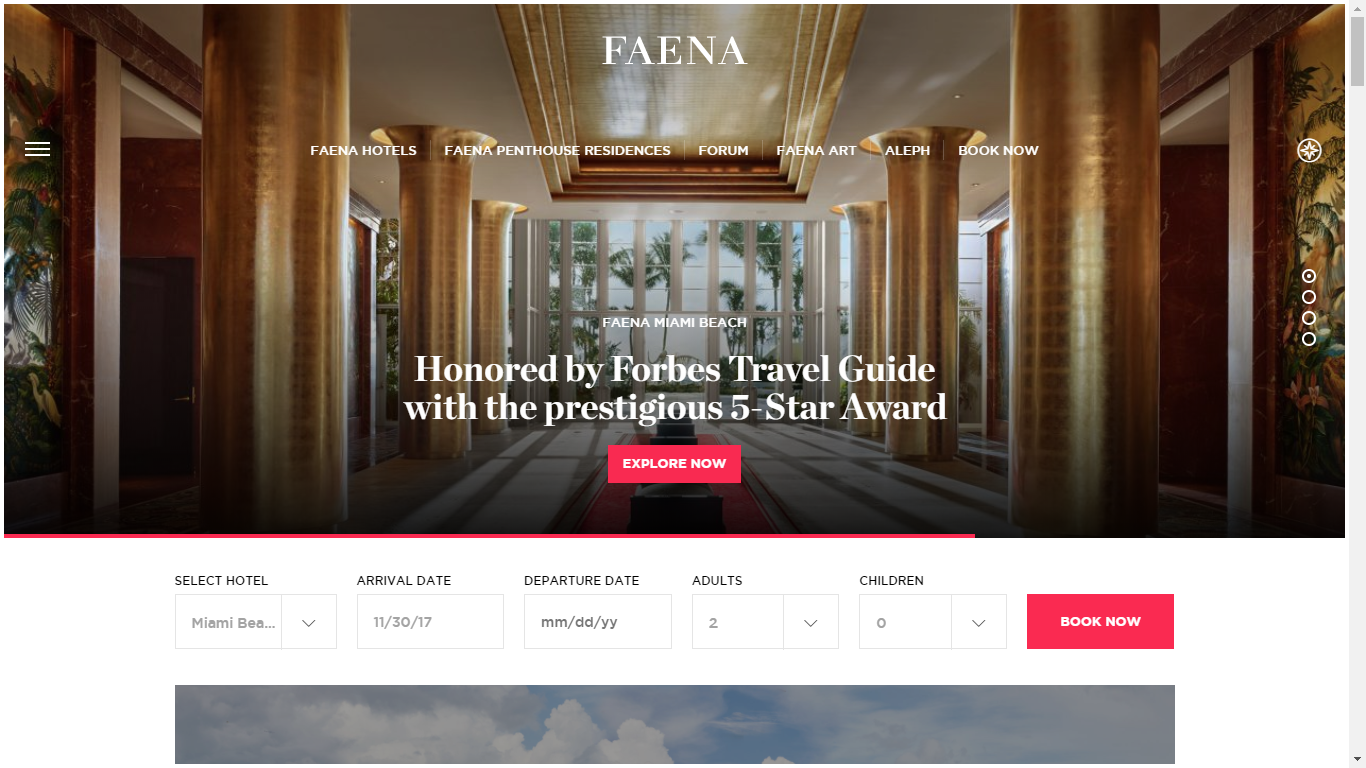 FAENA
FAENA HOTELS
FAENA PENTHOUSE RESIDENCES
FORUM
FAENA ART
ALEPH
BOOK NOW
FAENA MIAMI BEACH
Honored by Forbes Travel Guide
with the prestigious 5-Star Award
EXPLORE NOW
SELECT HOTEL
ARRIVAL DATE
DEPARTURE DATE
ADULTS
CHILDREN
Miami Bea...
11/30/17
mm/dd/yy
2
0
BOOK NOW